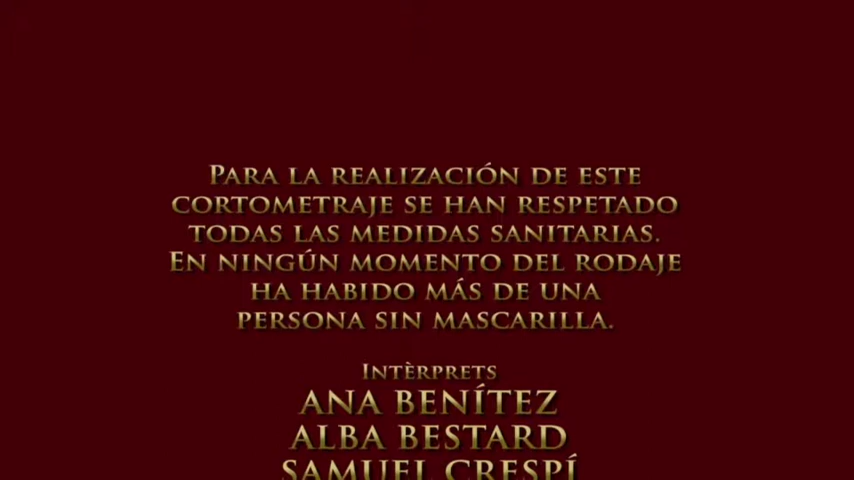 Para la realización de este
cortometraje se han respetado
todas las medidas sanitarias.
En ningún momento del rodaje
ha habido más de una
persona sin mascarilla.
Intèrprets
ANA BENÍTEZ
ALBA BESTARD
SAMUEL CRESPÍ